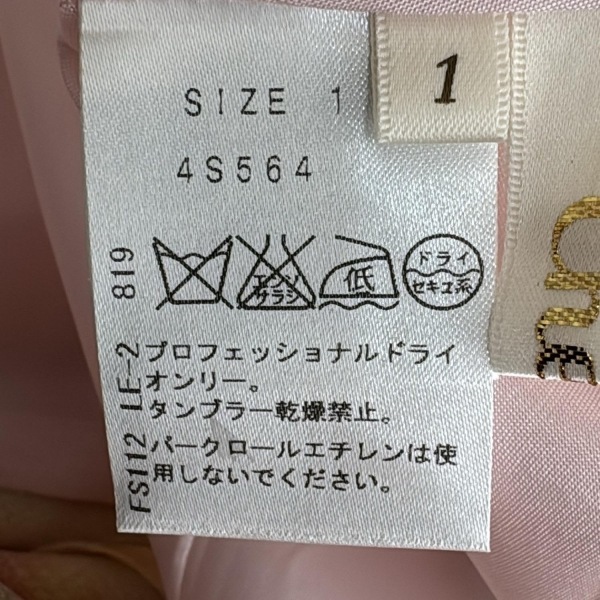 SIZE 1
1
4S564
エンソ
サラシ
低
ドライ
セキユ系
819
LE-2
FS112
プロフェッショナルドライ
オンリー。
タンブラー乾燥禁止。
パークロールエチレンは使
用しないでください。